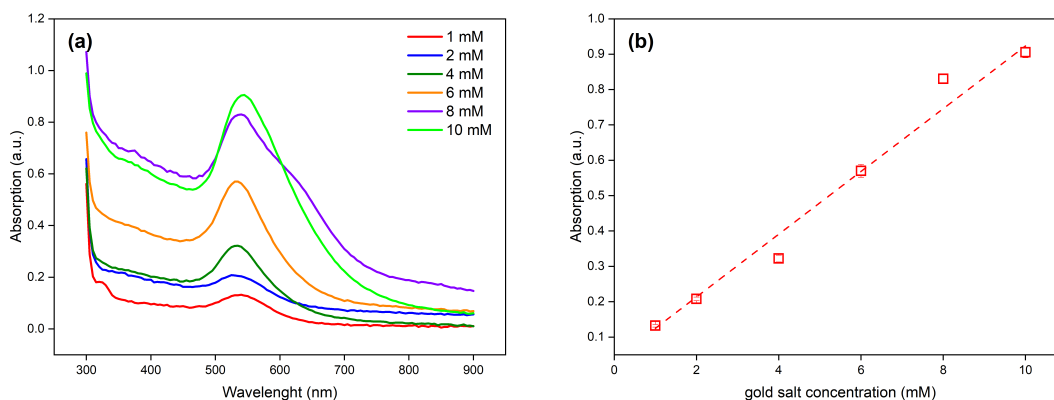 (a)
1 mM
2 mM
4 mM
6 mM
8 mM
10 mM
1.2
1.0
0.8
0.6
0.4
0.2
0.0
Absorption (a.u.)
300 400 500 600 700 800 900
Wavelenght (nm)
(b)
1.0
0.9
0.8
0.7
0.6
0.5
0.4
0.3
0.2
0.1
Absorption (a.u.)
0 2 4 6 8 10
gold salt concentration (mM)